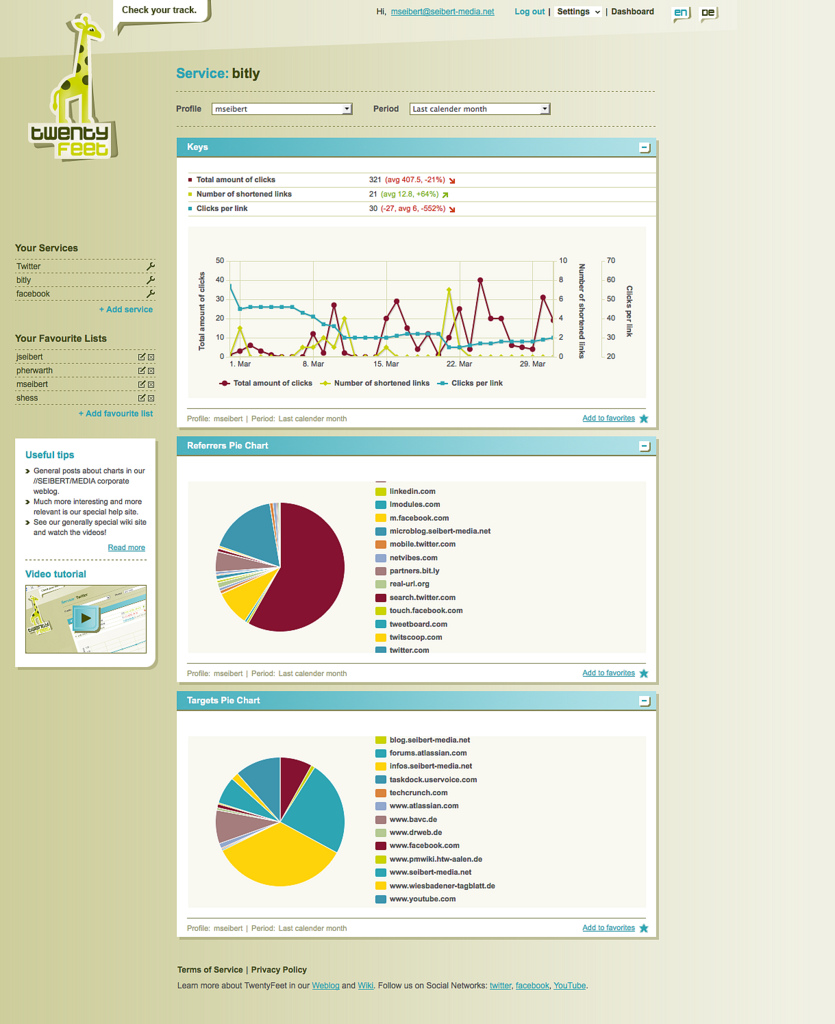 Check your track.
Hi, mseibert@seibert-media.net Log out | Settings | Dashboard en DE
twenty
FEET
Service: bitly
Profile mseibert Period Last calender month
Keys
Total amount of clicks 321 (avg 407.5, -21%)
Number of shortened links 21 (avg 12.8, +64%)
Clicks per link 30 (-27, avg 6, -552%)
Your Services
Twitter
bitly
facebook
+ Add service
Your Favourite Lists
jseibert
pherwarth
mseibert
shess
+ Add favourite list
Useful tips
General posts about charts in our
//SEIBERT/MEDIA corporate
weblog.
Much more interesting and more
relevant is our special help site.
See our generally special wiki site
and watch the videos!
Read more
Video tutorial
Total amount of clicks
50
40
30
20
10
0
10
8
6
4
2
0
Number of shortened links
70
60
50
40
30
20
Clicks per link
1. Mar 8. Mar 15. Mar 22. Mar 29. Mar
Total amount of clicks Number of shortened links Clicks per link
Profile: mseibert | Period: Last calender month Add to favorites
Referrers Pie Chart
linkedin.com
lmodules.com
m.facebook.com
microblog.seibert-media.net
mobile.twitter.com
netvibes.com
partners.bit.ly
real-url.org
search.twitter.com
touch.facebook.com
tweetboard.com
twitscoop.com
twitter.com
Profile: mseibert | Period: Last calender month Add to favorites
Targets Pie Chart
blog.seibert-media.net
forums.atlassian.com
infos.seibert-media.net
taskdock.uservoice.com
techcrunch.com
www.atlassian.com
www.bavc.de
www.drweb.de
www.facebook.com
www.pmwiki.htw-aalen.de
www.seibert-media.net
www.wiesbadener-tagblatt.de
www.youtube.com
Profile: mseibert | Period: Last calender month Add to favorites
Terms of Service | Privacy Policy
Learn more about TwentyFeet in our Weblog and Wiki. Follow us on Social Networks: twitter, facebook, YouTube.